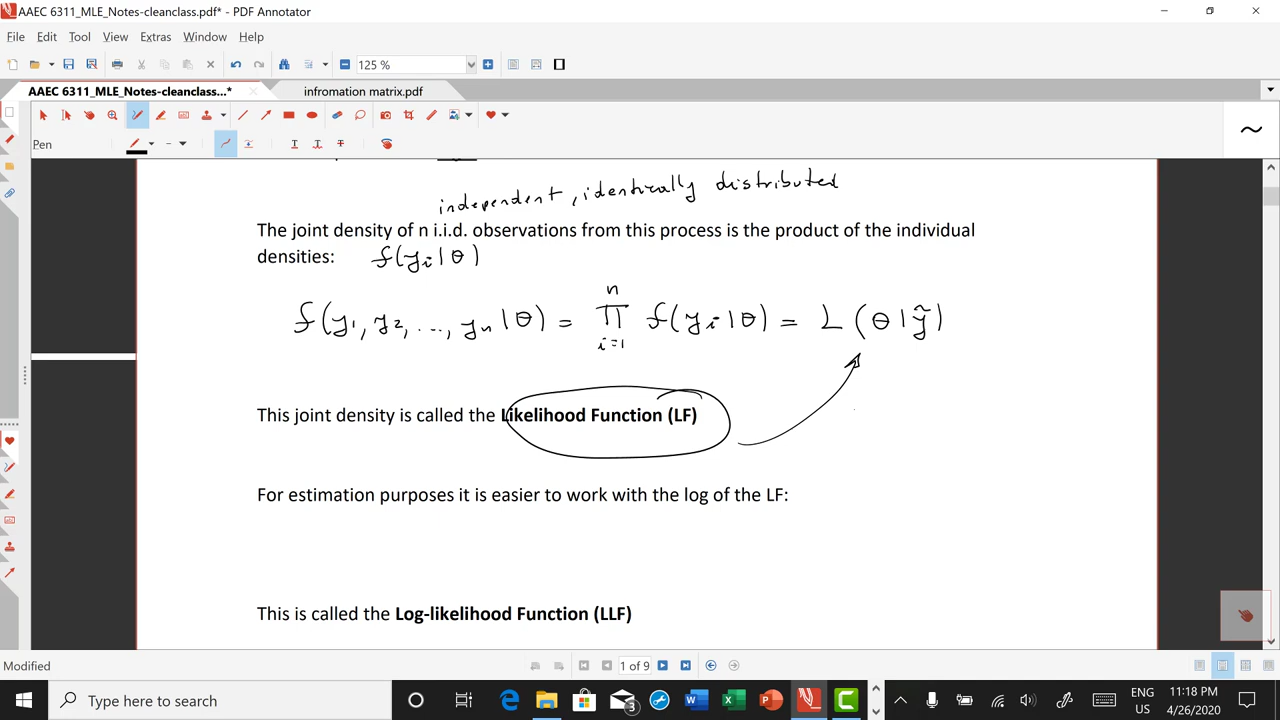 AAEC 6311_MLE_Notes-cleanclass.pdf* - PDF Annotator
File Edit Tool View Extras Window Help
125 %
AAEC 6311_MLE_Notes-cleanclass...* infromation matrix.pdf
Pen
independent, identically distributed
The joint density of n i.i.d. observations from this process is the product of the individual
densities: f(yi|θ)
f(y1, y2, ..., yn|θ) = ∏ i=1 n f(yi|θ) = L(θ|ỹ)
This joint density is called the Likelihood Function (LF)
For estimation purposes it is easier to work with the log of the LF:
This is called the Log-likelihood Function (LLF)
Modified 1 of 9
Type here to search 3 ENG US 11:18 PM 4/26/2020